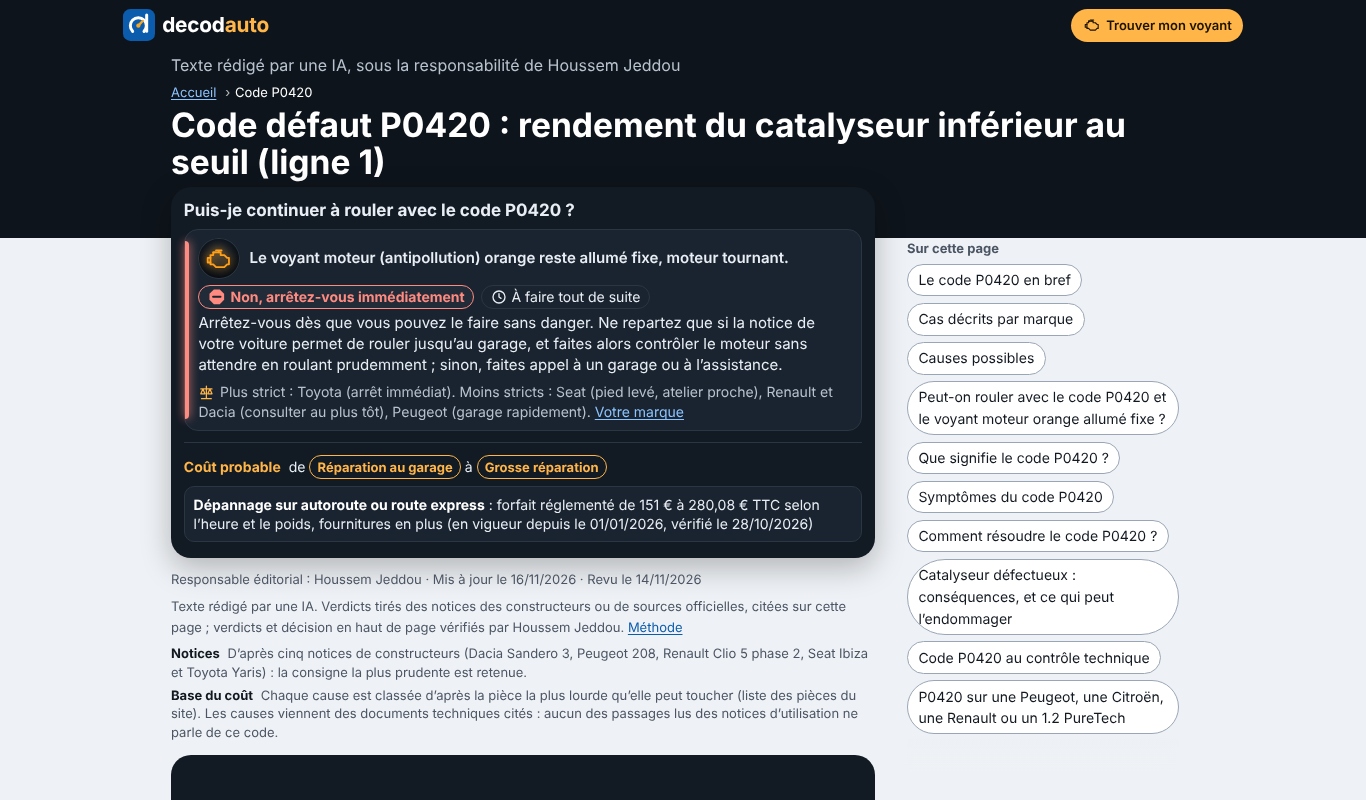 decodauto
Trouver mon voyant
Texte rédigé par une IA, sous la responsabilité de Houssem Jeddou
Accueil › Code P0420
Code défaut P0420 : rendement du catalyseur inférieur au
seuil (ligne 1)
Puis-je continuer à rouler avec le code P0420 ?
Le voyant moteur (antipollution) orange reste allumé fixe, moteur tournant.
Non, arrêtez-vous immédiatement
À faire tout de suite
Arrêtez-vous dès que vous pouvez le faire sans danger. Ne repartez que si la notice de
votre voiture permet de rouler jusqu’au garage, et faites alors contrôler le moteur sans
attendre en roulant prudemment ; sinon, faites appel à un garage ou à l’assistance.
Plus strict : Toyota (arrêt immédiat). Moins stricts : Seat (pied levé, atelier proche), Renault et
Dacia (consulter au plus tôt), Peugeot (garage rapidement). Votre marque
Coût probable de Réparation au garage à Grosse réparation
Dépannage sur autoroute ou route express : forfait réglementé de 151 € à 280,08 € TTC selon
l’heure et le poids, fournitures en plus (en vigueur depuis le 01/01/2026, vérifié le 28/10/2026)
Responsable éditorial : Houssem Jeddou · Mis à jour le 16/11/2026 · Revu le 14/11/2026
Texte rédigé par une IA. Verdicts tirés des notices des constructeurs ou de sources officielles, citées sur cette
page ; verdicts et décision en haut de page vérifiés par Houssem Jeddou. Méthode
Notices D’après cinq notices de constructeurs (Dacia Sandero 3, Peugeot 208, Renault Clio 5 phase 2, Seat Ibiza
et Toyota Yaris) : la consigne la plus prudente est retenue.
Base du coût Chaque cause est classée d’après la pièce la plus lourde qu’elle peut toucher (liste des pièces du
site). Les causes viennent des documents techniques cités : aucun des passages lus des notices d’utilisation ne
parle de ce code.
Sur cette page
Le code P0420 en bref
Cas décrits par marque
Causes possibles
Peut-on rouler avec le code P0420 et
le voyant moteur orange allumé fixe ?
Que signifie le code P0420 ?
Symptômes du code P0420
Comment résoudre le code P0420 ?
Catalyseur défectueux :
conséquences, et ce qui peut
l’endommager
Code P0420 au contrôle technique
P0420 sur une Peugeot, une Citroën,
une Renault ou un 1.2 PureTech